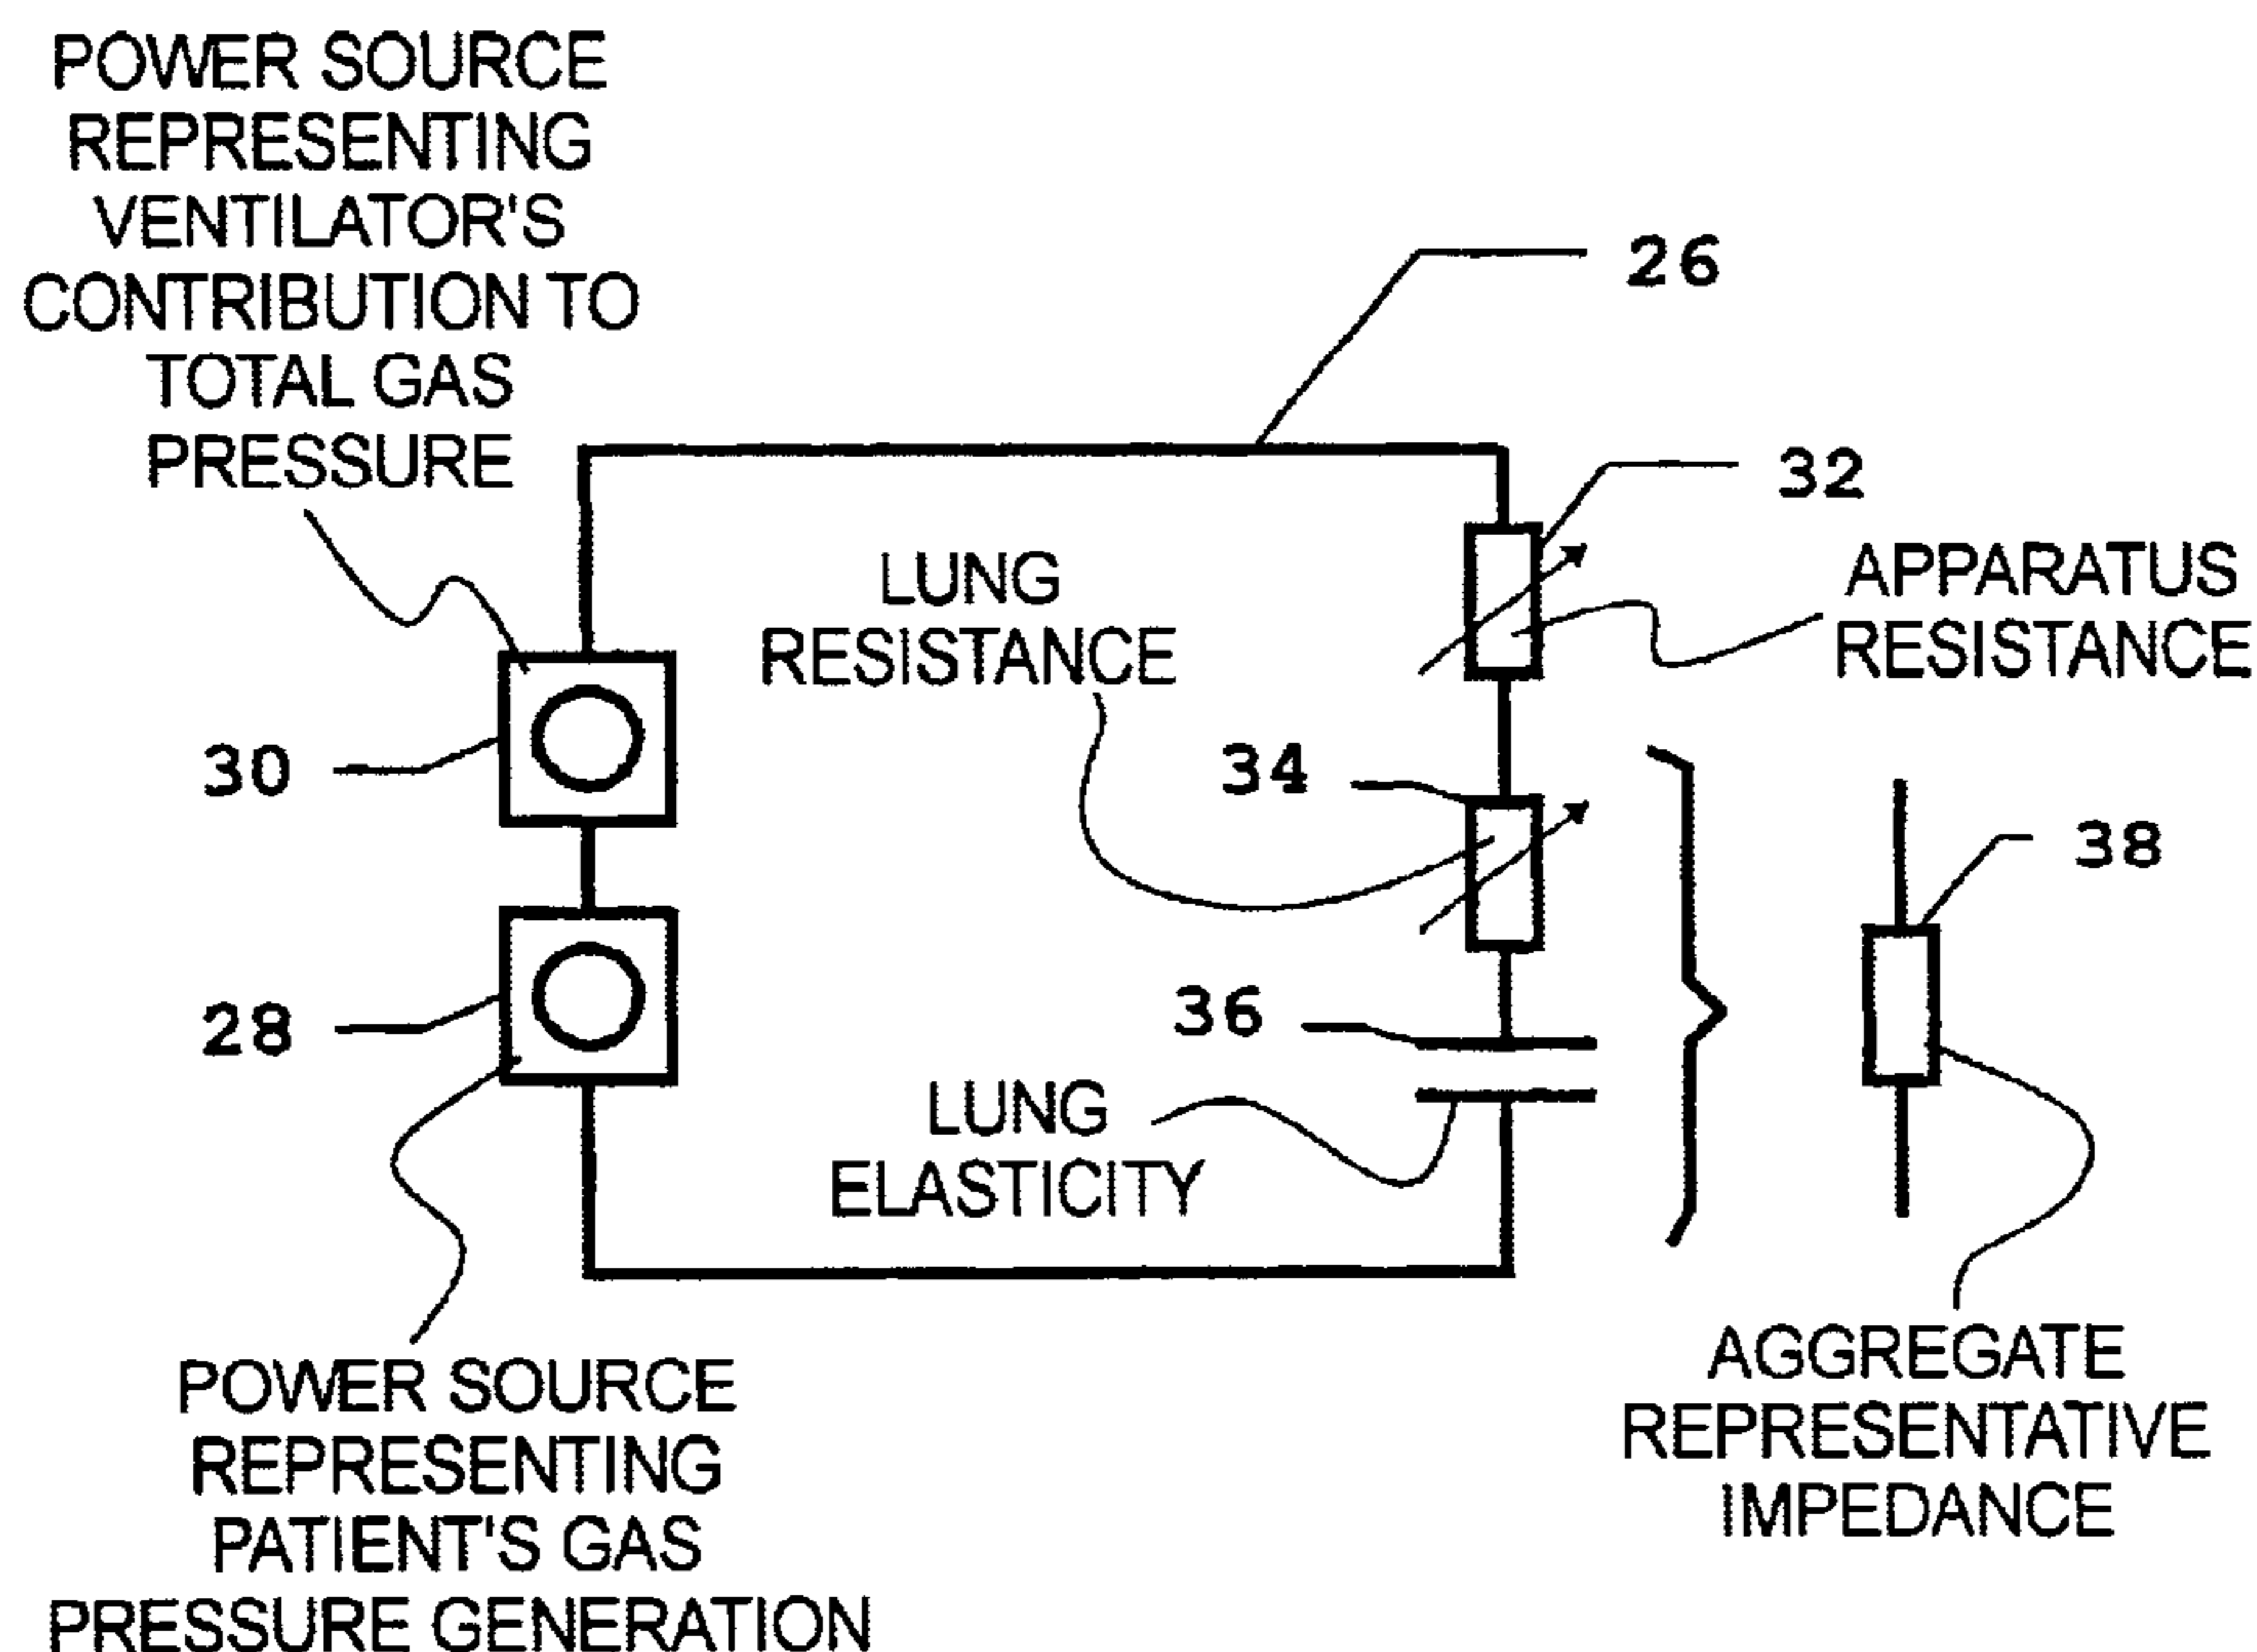 POWER SOURCE
REPRESENTING
VENTILATOR'S
CONTRIBUTION TO
TOTAL GAS
PRESSURE
26
32
LUNG
RESISTANCE
APPARATUS
RESISTANCE
30
34
38
28
36
LUNG
ELASTICITY
POWER SOURCE
REPRESENTING
PATIENT'S GAS
PRESSURE GENERATION
AGGREGATE
REPRESENTATIVE
IMPEDANCE